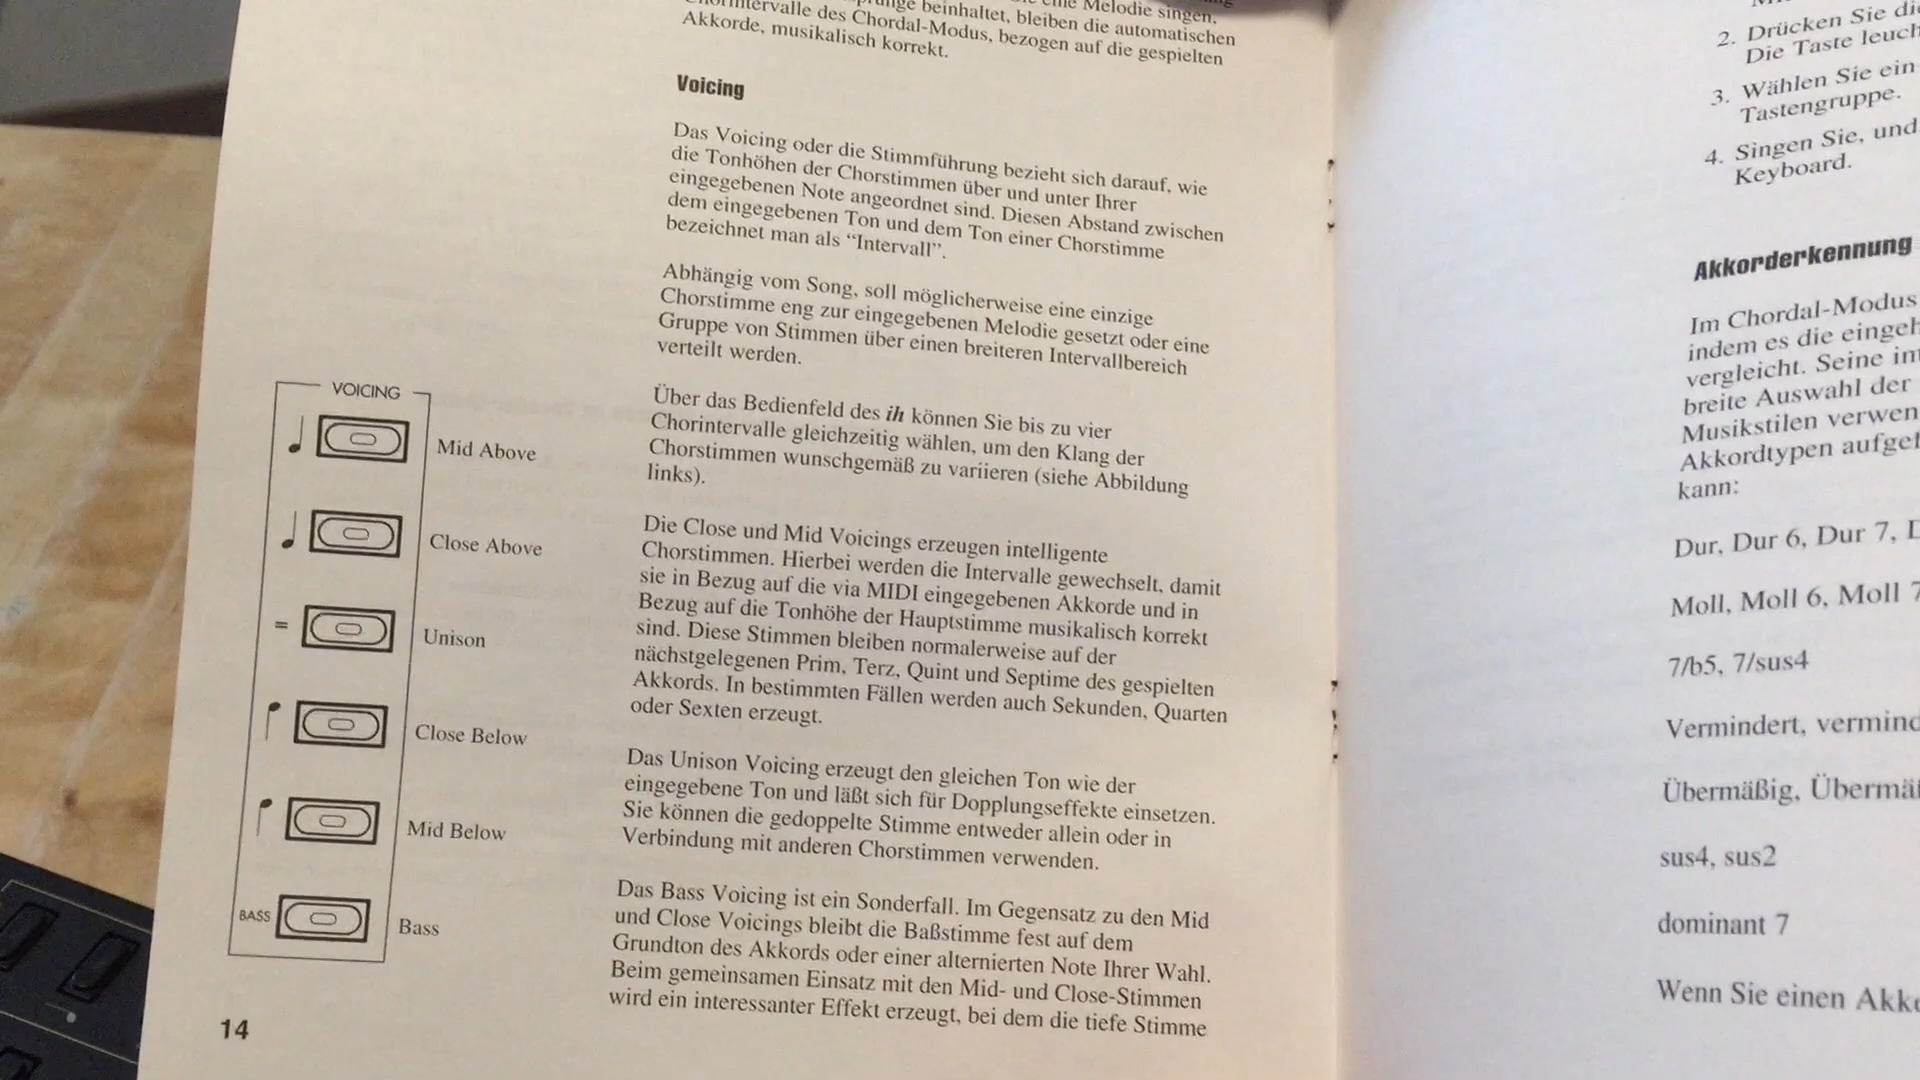 eine Melodie singen,
beinhaltet, bleiben die automatischen
des Chordal-Modus, bezogen auf die gespielten
Akkorde, musikalisch korrekt.
Voicing
Das Voicing oder die Stimmführung bezieht sich darauf, wie
die Tonhöhen der Chorstimmen über und unter Ihrer
eingegebenen Note angeordnet sind. Diesen Abstand zwischen
dem eingegebenen Ton und dem Ton einer Chorstimme
bezeichnet man als “Intervall”.
Abhängig vom Song, soll möglicherweise eine einzige
Chorstimme eng zur eingegebenen Melodie gesetzt oder eine
Gruppe von Stimmen über einen breiteren Intervallbereich
verteilt werden.
Über das Bedienfeld des ih können Sie bis zu vier
Chorintervalle gleichzeitig wählen, um den Klang der
Chorstimmen wunschgemäß zu variieren (siehe Abbildung
links).
Die Close und Mid Voicings erzeugen intelligente
Chorstimmen. Hierbei werden die Intervalle gewechselt, damit
sie in Bezug auf die via MIDI eingegebenen Akkorde und in
Bezug auf die Tonhöhe der Hauptstimme musikalisch korrekt
sind. Diese Stimmen bleiben normalerweise auf der
nächstgelegenen Prim, Terz, Quint und Septime des gespielten
Akkords. In bestimmten Fällen werden auch Sekunden, Quarten
oder Sexten erzeugt.
Das Unison Voicing erzeugt den gleichen Ton wie der
eingegebene Ton und läßt sich für Dopplungseffekte einsetzen.
Sie können die gedoppelte Stimme entweder allein oder in
Verbindung mit anderen Chorstimmen verwenden.
Das Bass Voicing ist ein Sonderfall. Im Gegensatz zu den Mid
und Close Voicings bleibt die Baßstimme fest auf dem
Grundton des Akkords oder einer alternierten Note Ihrer Wahl.
Beim gemeinsamen Einsatz mit den Mid- und Close-Stimmen
wird ein interessanter Effekt erzeugt, bei dem die tiefe Stimme
VOICING
Mid Above
Close Above
= Unison
Close Below
Mid Below
BASS Bass
14
2. Drücken Sie
Die Taste
3. Wählen Sie ein
Tastengruppe.
4. Singen Sie, und
Keyboard.
Akkorderkennung
Im Chordal-Modus
indem es die
vergleicht. Seine
breite Auswahl der
Musikstilen
Akkordtypen
kann:
Dur, Dur 6, Dur 7,
Moll, Moll 6, Moll 7
7/b5, 7/sus4
Vermindert,
Übermäßig,
sus4, sus2
dominant 7
Wenn Sie einen